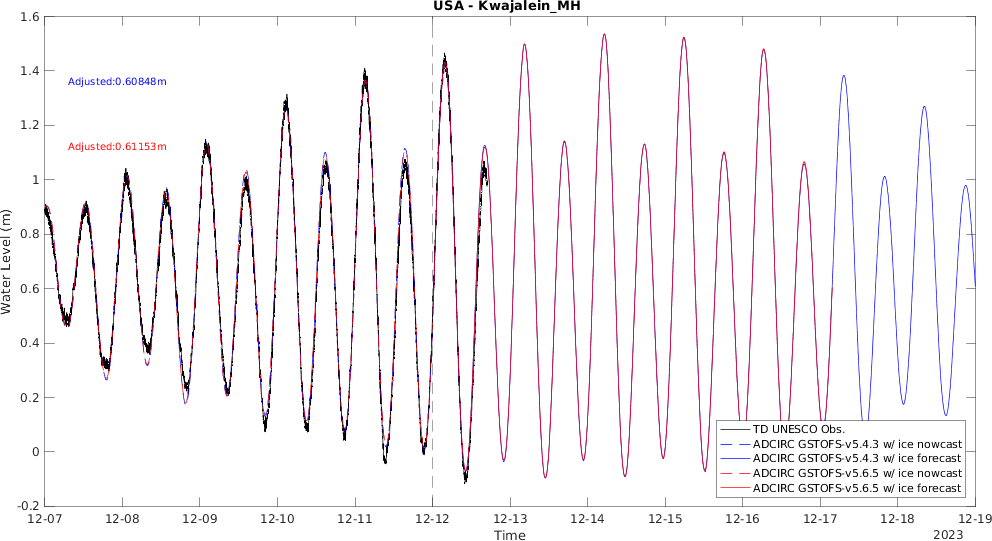 USA - Kwajalein_MH
1.6
1.4
1.2
1
0.8
0.6
0.4
0.2
0
-0.2
Water Level (m)
Adjusted:0.60848m
Adjusted:0.61153m
TD UNESCO Obs.
ADCIRC GSTOFS-v5.4.3 w/ ice nowcast
ADCIRC GSTOFS-v5.4.3 w/ ice forecast
ADCIRC GSTOFS-v5.6.5 w/ ice nowcast
ADCIRC GSTOFS-v5.6.5 w/ ice forecast
12-07 12-08 12-09 12-10 12-11 12-12 12-13 12-14 12-15 12-16 12-17 12-18 12-19
Time
2023